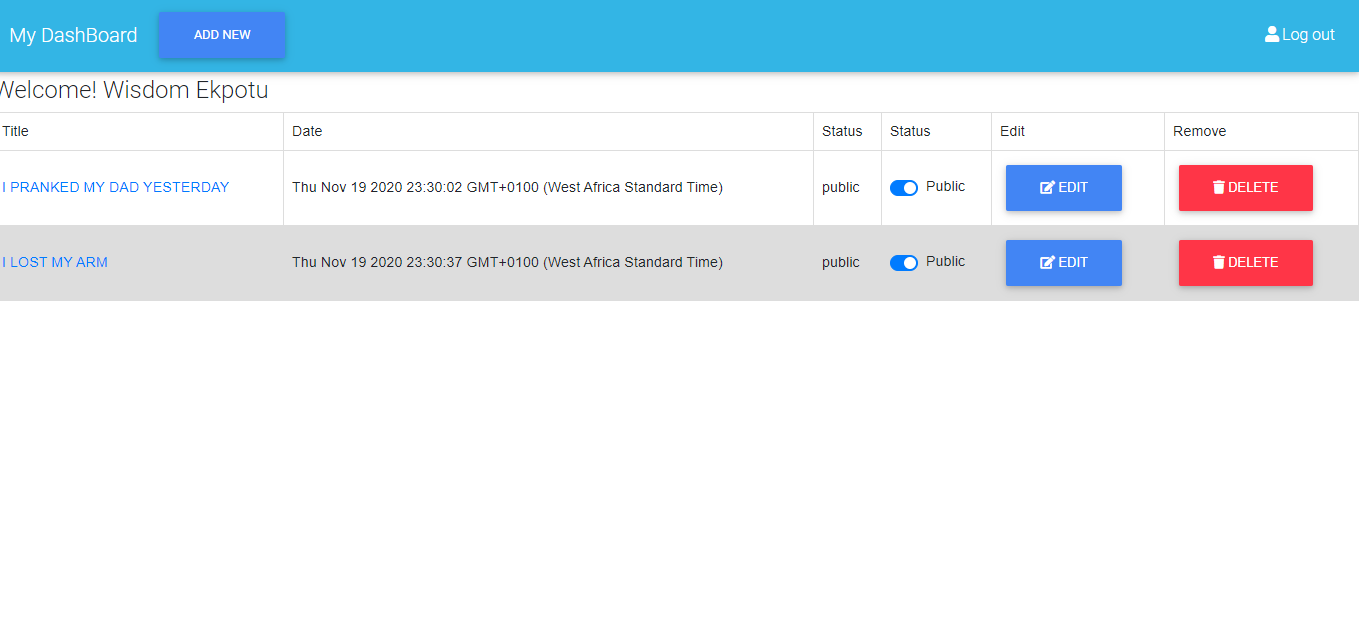 My DashBoard ADD NEW Log out
Welcome! Wisdom Ekpotu
Title Date Status Status Edit Remove
I PRANKED MY DAD YESTERDAY Thu Nov 19 2020 23:30:02 GMT+0100 (West Africa Standard Time) public Public EDIT DELETE
I LOST MY ARM Thu Nov 19 2020 23:30:37 GMT+0100 (West Africa Standard Time) public Public EDIT DELETE